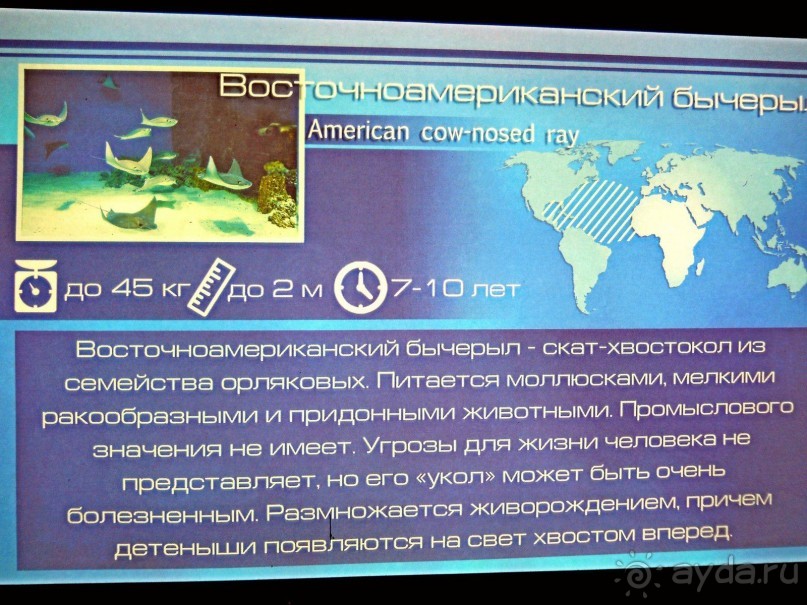 Восточноамериканский бычеры
American cow-nosed ray
до 45 кг до 2 м 7-10 лет
Восточноамериканский бычерыл - скат-хвостокол из
семейства орляковых. Питается моллюсками, мелкими
ракообразными и придонными животными. Промыслового
значения не имеет. Угрозы для жизни человека не
представляет, но его «укол» может быть очень
болезненным. Размножается живорождением, причем
детеныши появляются на свет хвостом вперед.
ayda.ru